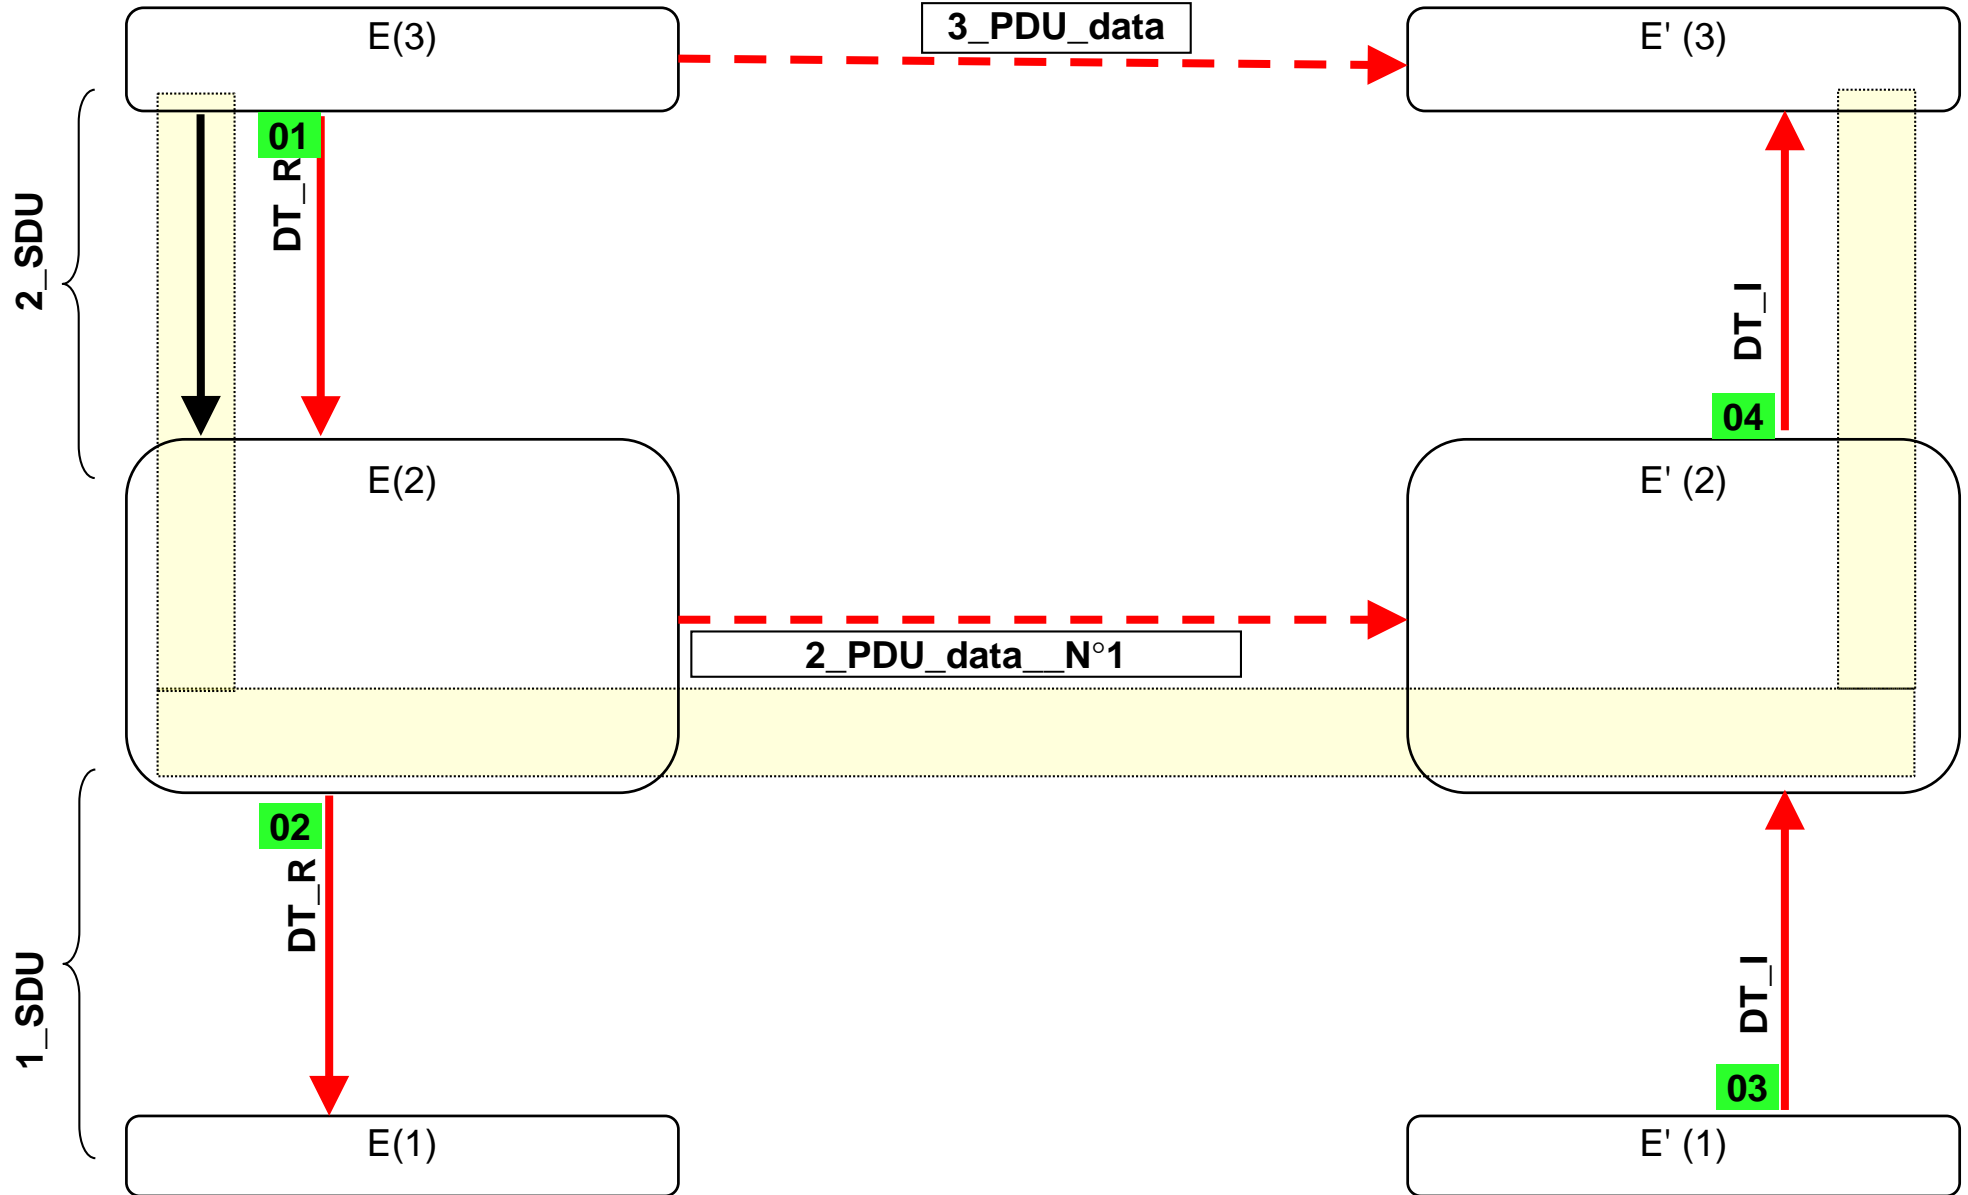 E(3)
3_PDU_data
E' (3)
01
DT_R
2_SDU
DT_I
04
E(2)
E' (2)
2_PDU_data__N°1
02
DT_R
1_SDU
DT_I
03
E(1)
E' (1)